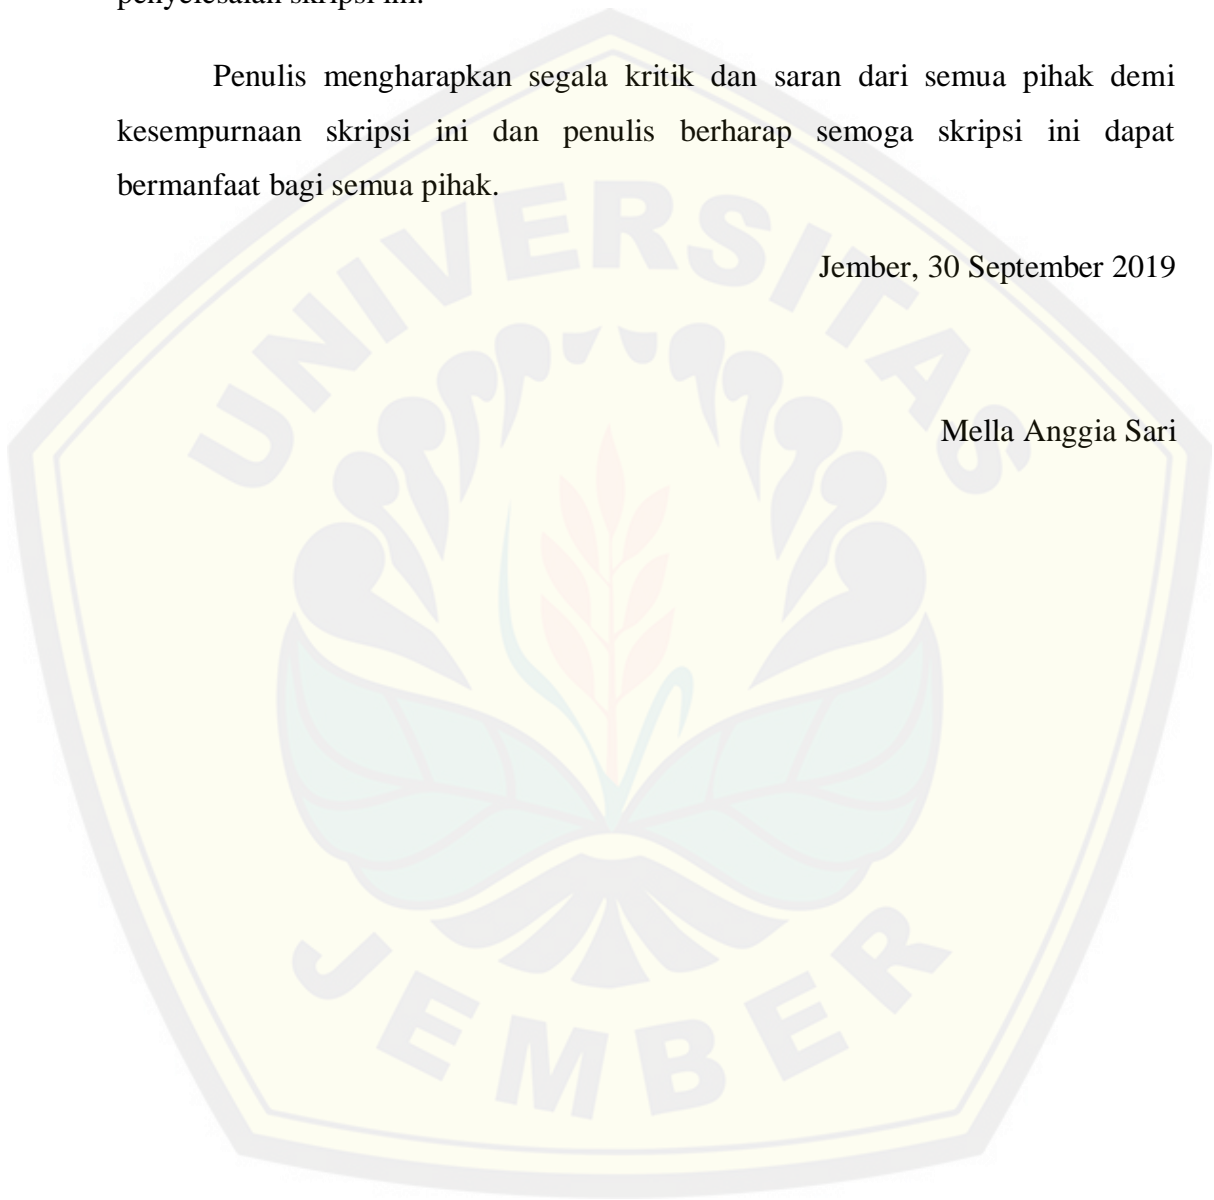 penyelesaian skripsi ini.
Penulis mengharapkan segala kritik dan saran dari semua pihak demi
kesempurnaan skripsi ini dan penulis berharap semoga skripsi ini dapat
bermanfaat bagi semua pihak.
Jember, 30 September 2019
Mella Anggia Sari
UNIVERSITAS
JEMBER